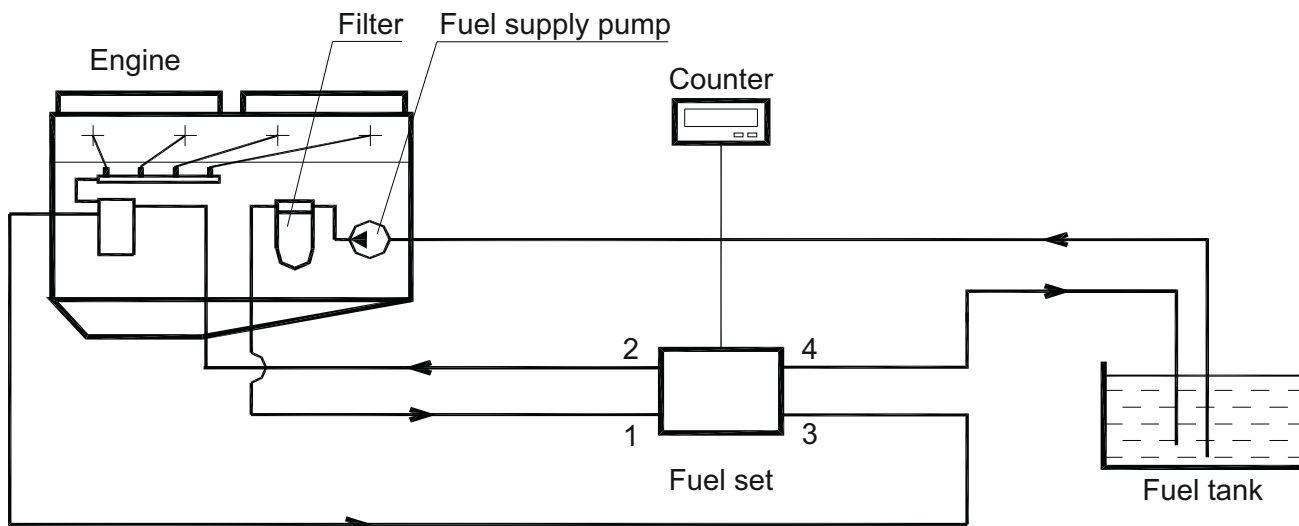 Filter
Fuel supply pump
Engine
Counter
2
4
1
3
Fuel set
Fuel tank